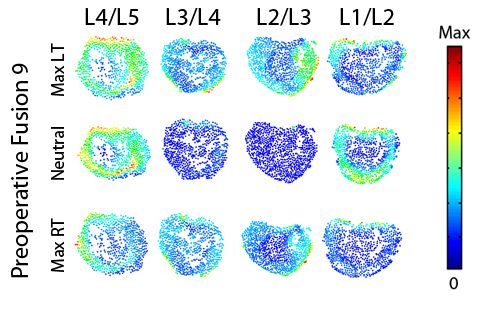 L4/L5 L3/L4 L2/L3 L1/L2
Max
Preoperative Fusion 9
Max LT
Neutral
Max RT
0